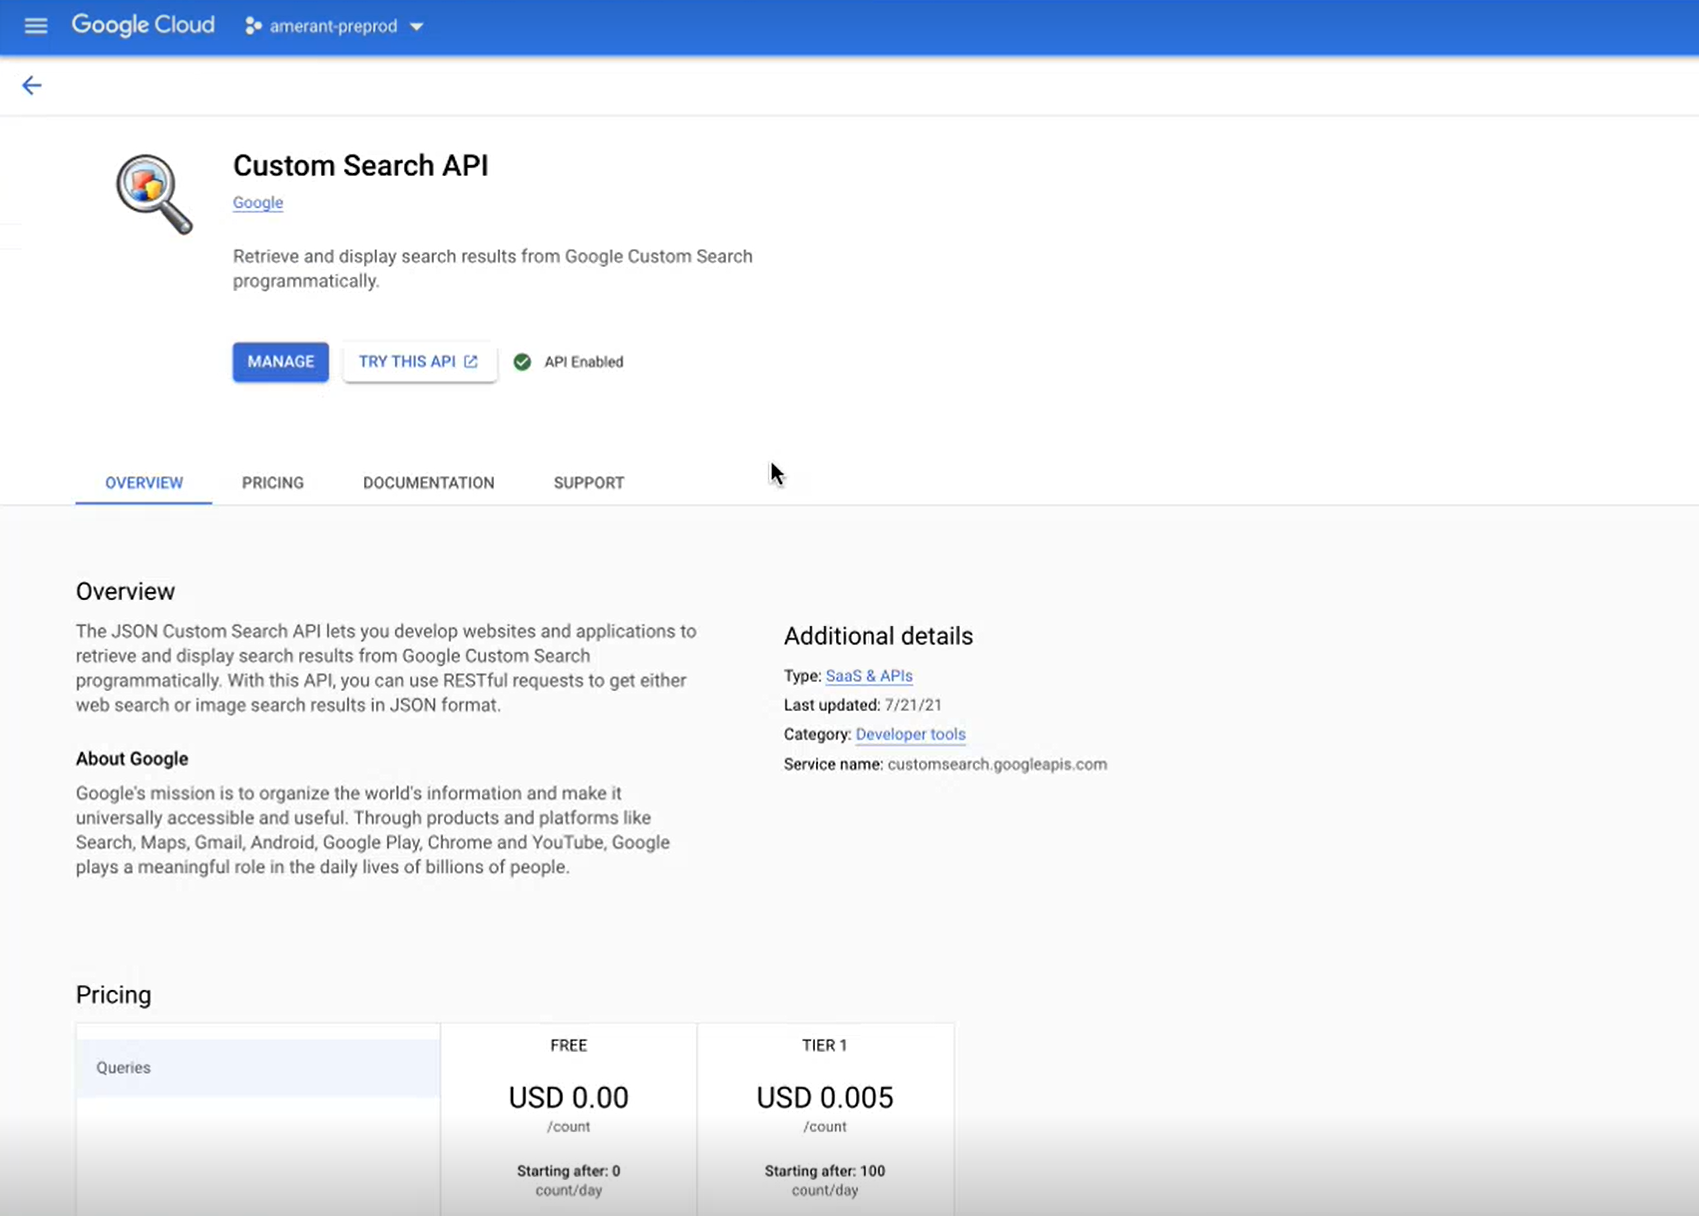 Google Cloud
amerant-preprod
Custom Search API
Google
Retrieve and display search results from Google Custom Search
programmatically.
MANAGE
TRY THIS API
API Enabled
OVERVIEW
PRICING
DOCUMENTATION
SUPPORT
Overview
The JSON Custom Search API lets you develop websites and applications to
retrieve and display search results from Google Custom Search
programmatically. With this API, you can use RESTful requests to get either
web search or image search results in JSON format.
About Google
Google's mission is to organize the world's information and make it
universally accessible and useful. Through products and platforms like
Search, Maps, Gmail, Android, Google Play, Chrome and YouTube, Google
plays a meaningful role in the daily lives of billions of people.
Additional details
Type: SaaS & APIs
Last updated: 7/21/21
Category: Developer tools
Service name: customsearch.googleapis.com
Pricing
Queries
FREE
USD 0.00
/count
Starting after: 0
count/day
TIER 1
USD 0.005
/count
Starting after: 100
count/day